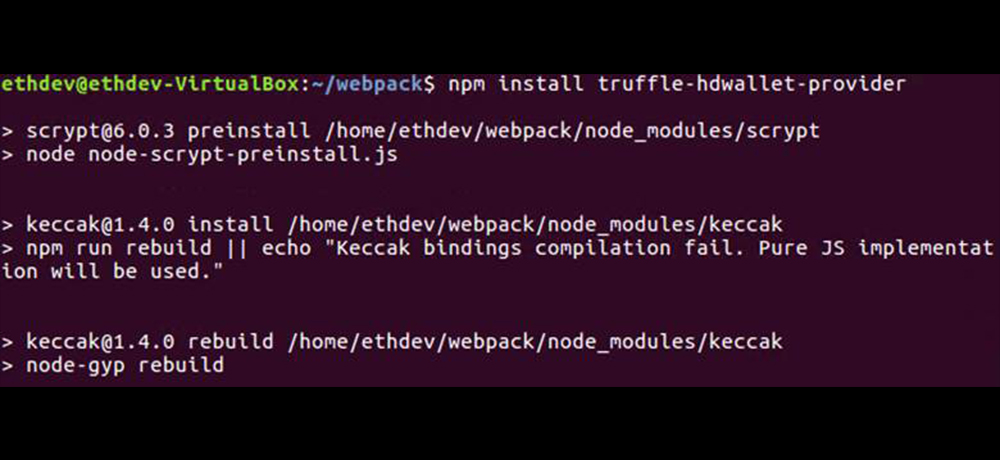 ethdev@ethdev-VirtualBox:~/webpack$ npm install truffle-hdwallet-provider
> scrypt@6.0.3 preinstall /home/ethdev/webpack/node_modules/scrypt
> node node-scrypt-preinstall.js
> keccak@1.4.0 install /home/ethdev/webpack/node_modules/keccak
> npm run rebuild || echo "Keccak bindings compilation fail. Pure JS implementat
ion will be used."
> keccak@1.4.0 rebuild /home/ethdev/webpack/node_modules/keccak
> node-gyp rebuild